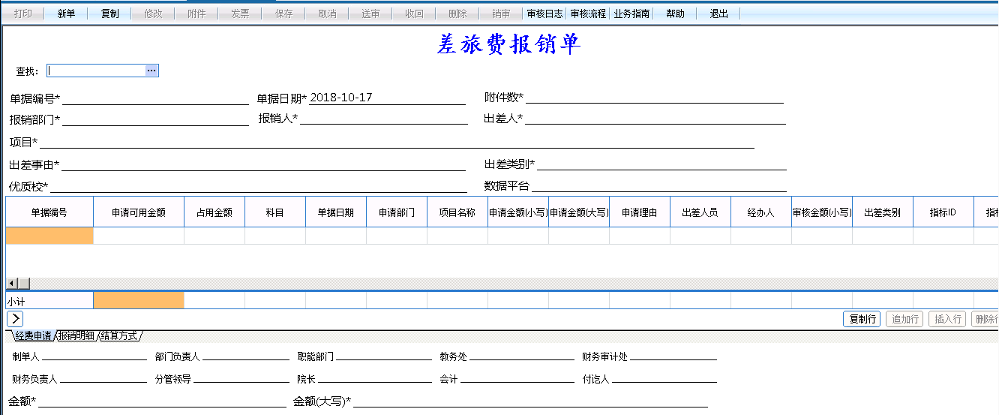 打印 新单 复制 修改 附件 发票 保存 取消 送审 收回 删除 销审 审核日志 审核流程 业务指南 帮助 退出
差旅费报销单
查找: ...
单据编号* 单据日期* 2018-10-17 附件数*
报销部门* 报销人* 出差人*
项目*
出差事由* 出差类别*
优质校* 数据平台
单据编号 申请可用金额 占用金额 科目 单据日期 申请部门 项目名称 申请金额(小写) 申请金额(大写) 申请理由 出差人员 经办人 审核金额(小写) 出差类别 指标ID 指标
小计
> 复制行 追加行 插入行 删除行
经费申请 报销明细 结算方式
制单人 部门负责人 职能部门 教务处 财务审计处
财务负责人 分管领导 院长 会计 付讫人
金额* 金额(大写)*